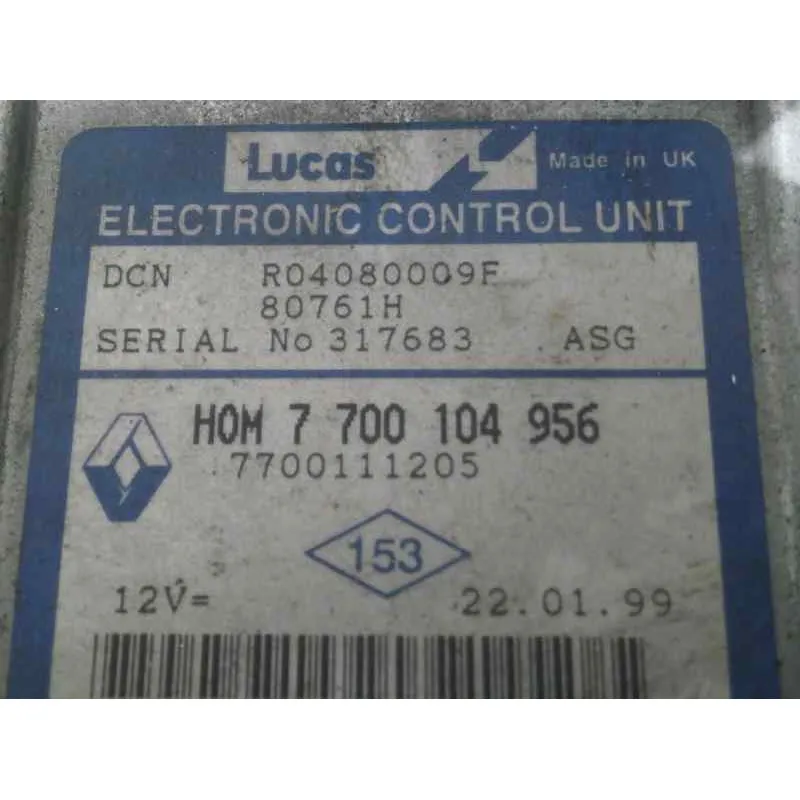 Lucas Made in UK
ELECTRONIC CONTROL UNIT
DCN R04080009F
80761H
SERIAL No 317683 ASG
HOM 7 700 104 956
7700111205
153
12V= 22.01.99